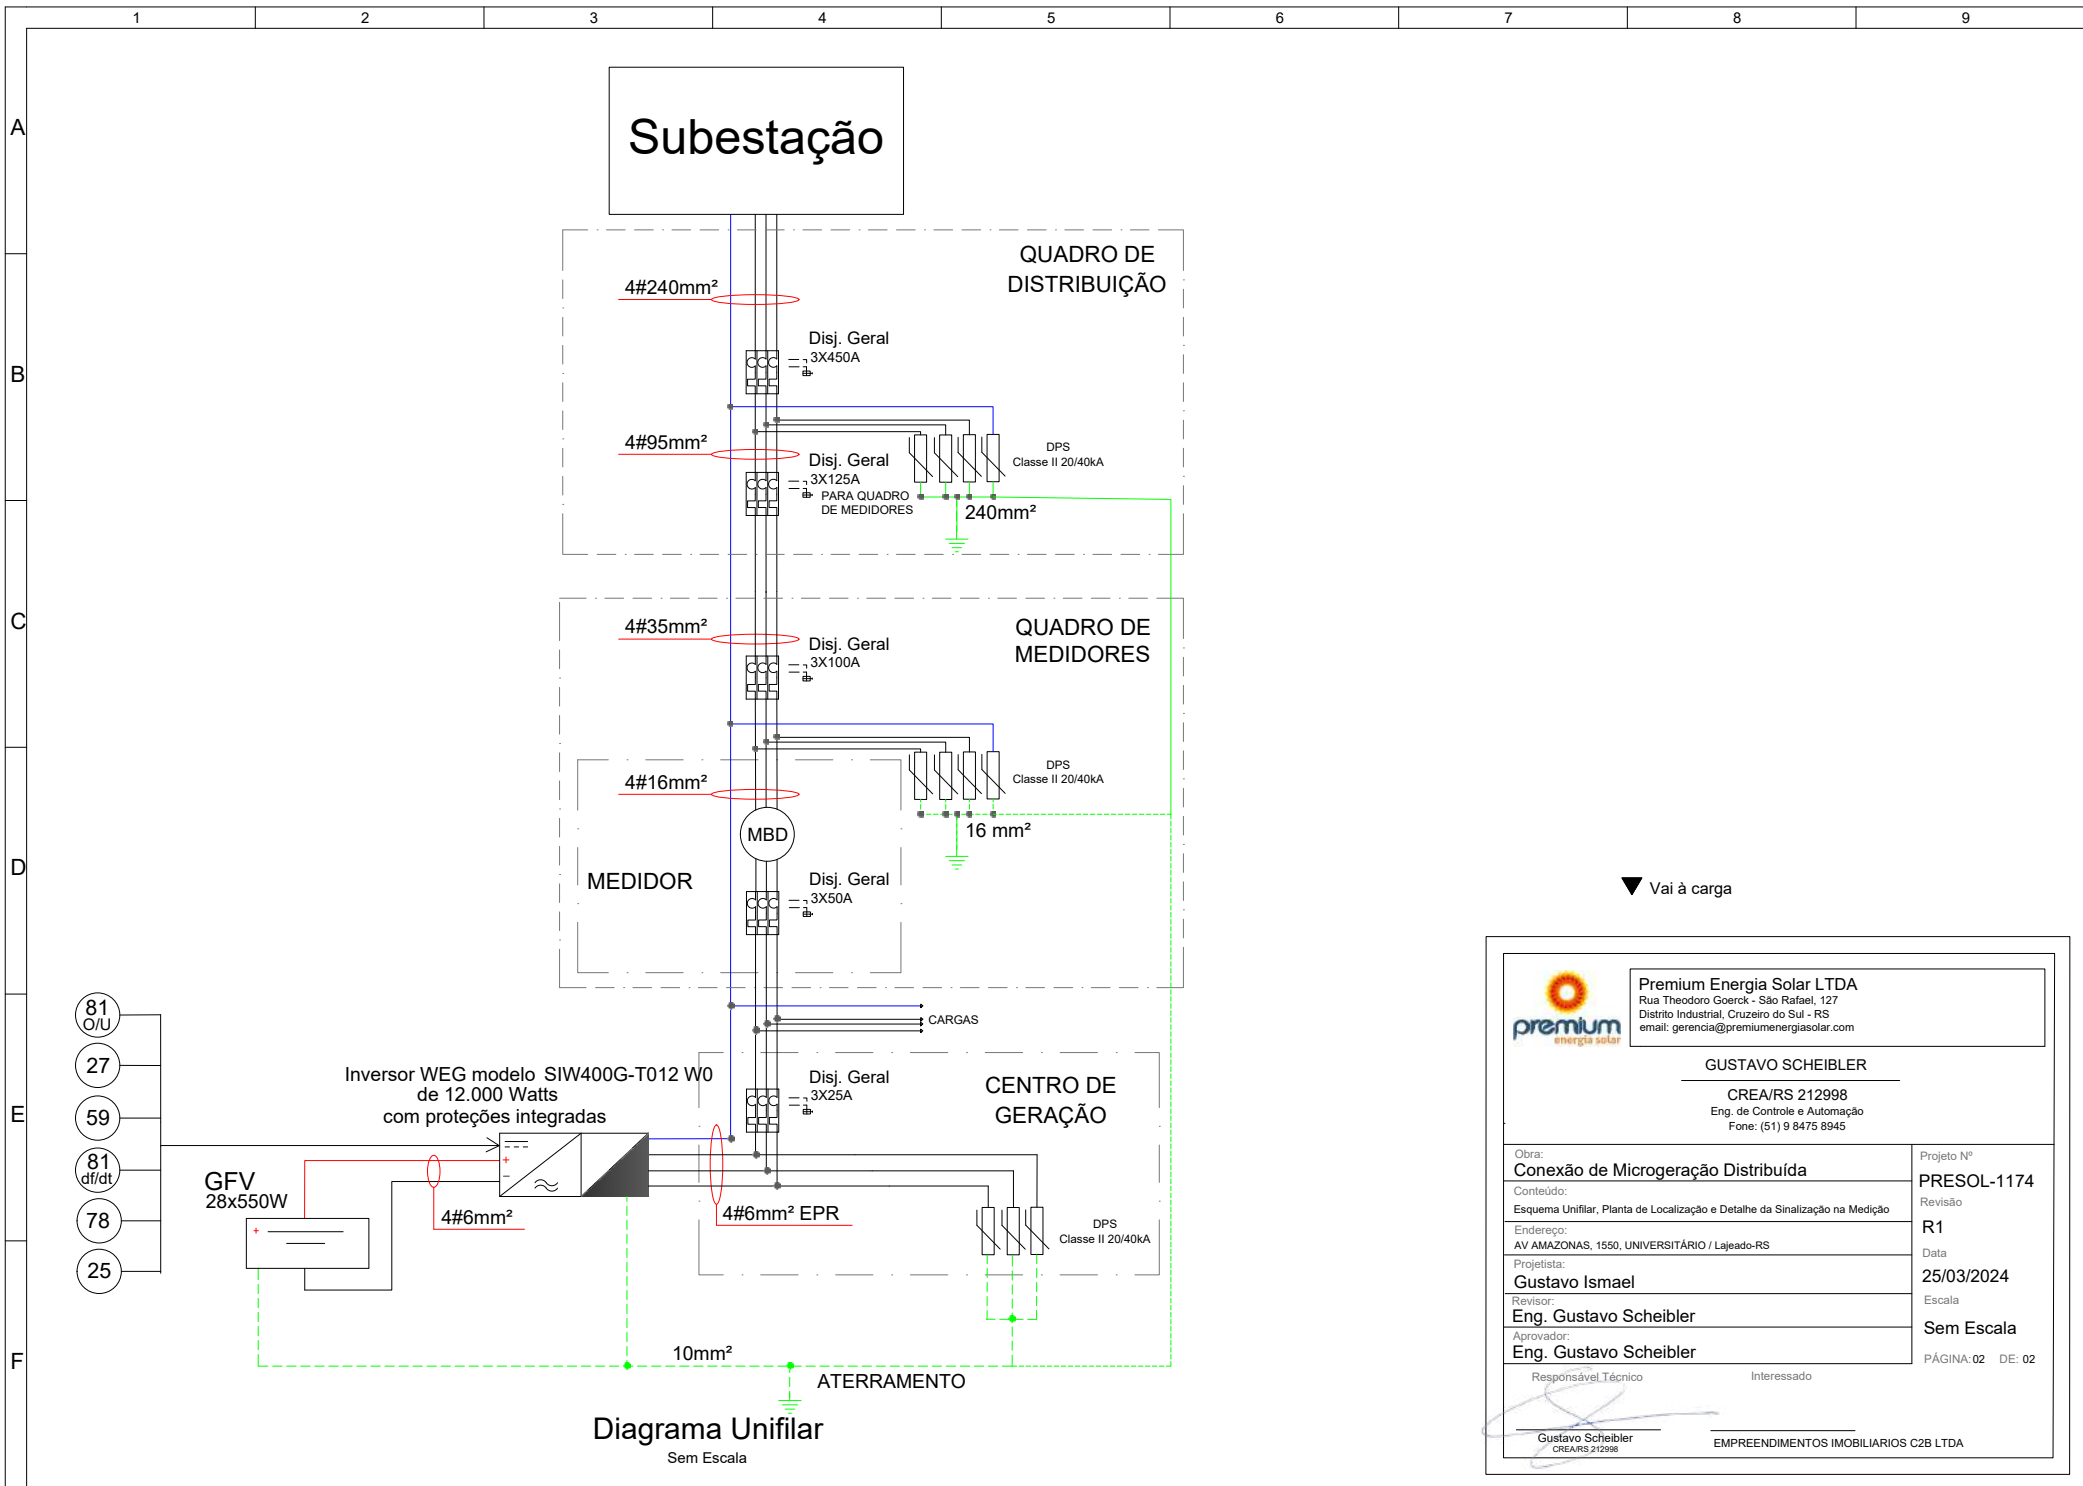 1 2 3 4 5 6 7 8 9
A
B
C
D
E
F
Subestação
QUADRO DE
DISTRIBUIÇÃO
4#240mm²
Disj. Geral
3X450A
4#95mm²
Disj. Geral
3X125A
PARA QUADRO
DE MEDIDORES
DPS
Classe II 20/40kA
240mm²
4#35mm²
Disj. Geral
3X100A
QUADRO DE
MEDIDORES
DPS
Classe II 20/40kA
16 mm²
4#16mm²
MBD
MEDIDOR
Disj. Geral
3X50A
CARGAS
81
O/U
27
59
81
df/dt
78
25
Inversor WEG modelo SIW400G-T012 W0
de 12.000 Watts
com proteções integradas
Disj. Geral
3X25A
CENTRO DE
GERAÇÃO
GFV
28x550W
+
+
−
4#6mm²
4#6mm² EPR
DPS
Classe II 20/40kA
10mm²
ATERRAMENTO
Diagrama Unifilar
Sem Escala
Vai à carga
premium
energia solar
Premium Energia Solar LTDA
Rua Theodoro Goerck - São Rafael, 127
Distrito Industrial, Cruzeiro do Sul - RS
email: gerencia@premiumenergiasolar.com
GUSTAVO SCHEIBLER
CREA/RS 212998
Eng. de Controle e Automação
Fone: (51) 9 8475 8945
Obra:
Conexão de Microgeração Distribuída
Conteúdo:
Esquema Unifilar, Planta de Localização e Detalhe da Sinalização na Medição
Endereço:
AV AMAZONAS, 1550, UNIVERSITÁRIO / Lajeado-RS
Projetista:
Gustavo Ismael
Revisor:
Eng. Gustavo Scheibler
Aprovador:
Eng. Gustavo Scheibler
Projeto Nº
PRESOL-1174
Revisão
R1
Data
25/03/2024
Escala
Sem Escala
PÁGINA: 02 DE: 02
Responsável Técnico
Interessado
Gustavo Scheibler
CREA/RS 212998
EMPREENDIMENTOS IMOBILIARIOS C2B LTDA